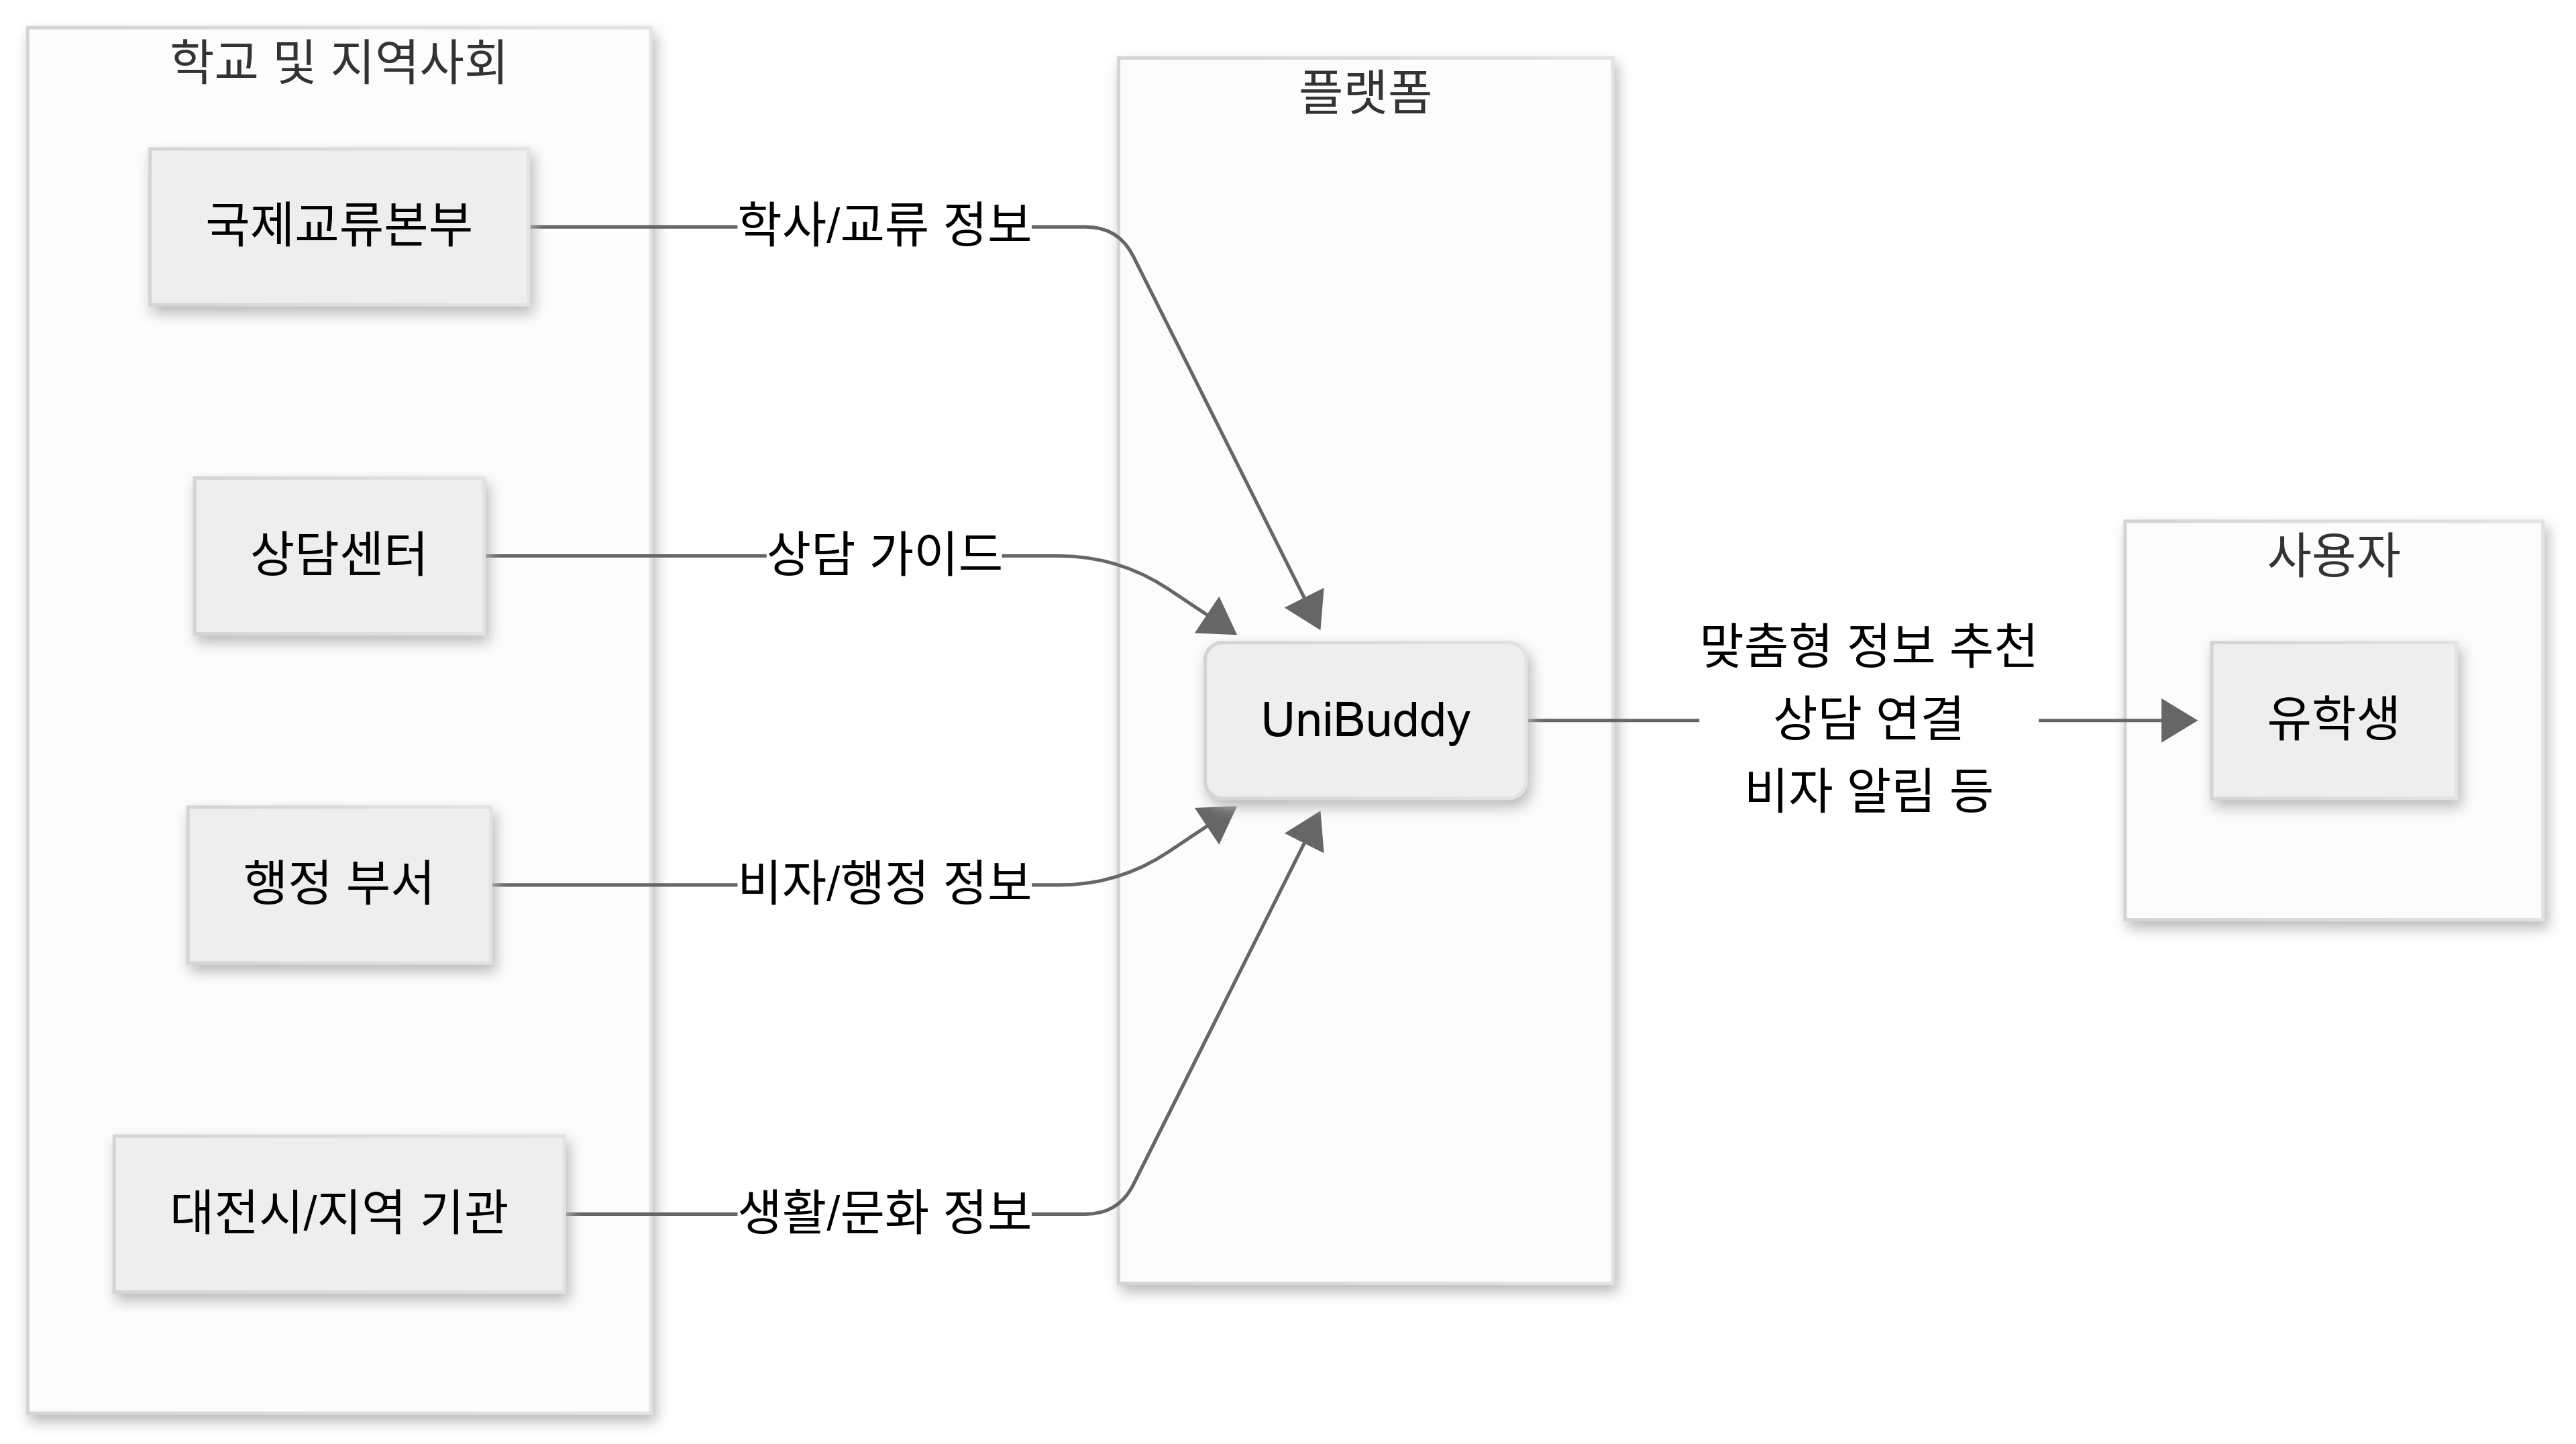 학교 및 지역사회
국제교류본부
상담센터
행정 부서
대전시/지역 기관
학사/교류 정보
상담 가이드
비자/행정 정보
생활/문화 정보
플랫폼
UniBuddy
맞춤형 정보 추천
상담 연결
비자 알림 등
사용자
유학생